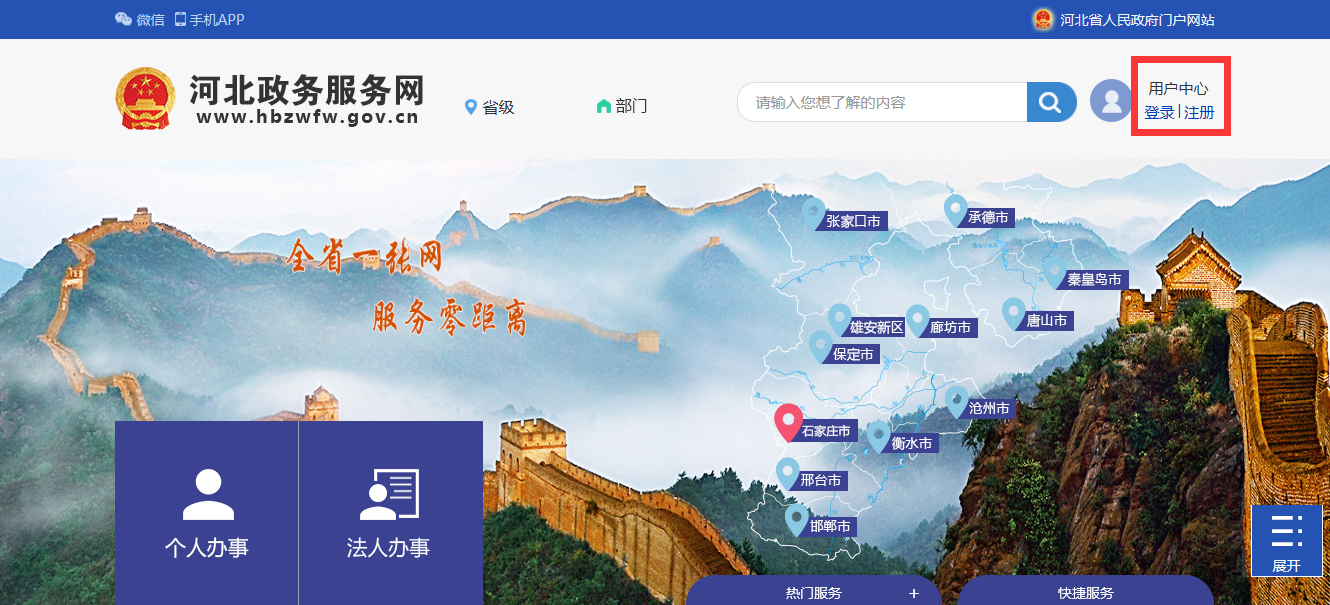 微信 手机APP 河北省人民政府门户网站
河北政务服务网
www.hbzwfw.gov.cn
省级 部门
请输入您想了解的内容
用户中心
登录|注册
全省一张网
服务零距离
张家口市
承德市
秦皇岛市
唐山市
雄安新区
廊坊市
保定市
沧州市
石家庄市
衡水市
邢台市
邯郸市
个人办事 法人办事
展开
热门服务 + 快捷服务